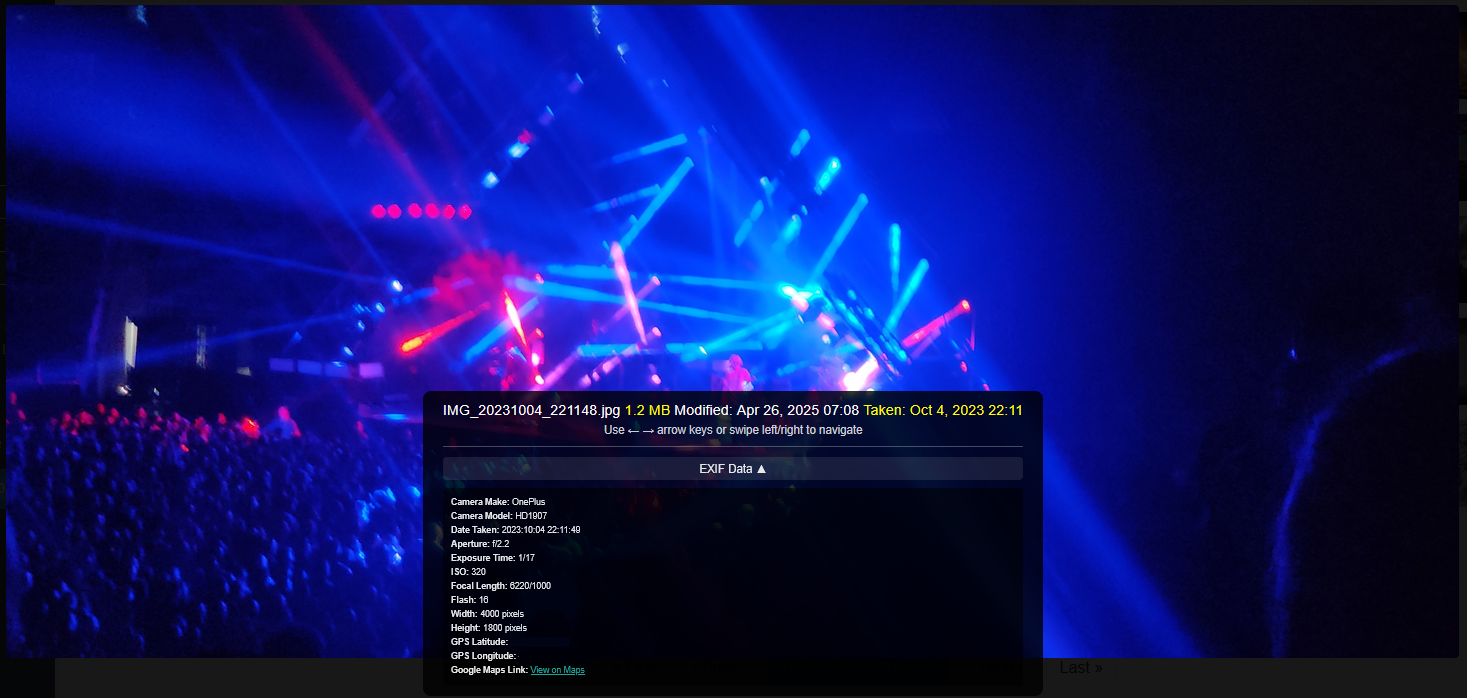 IMG_20231004_221148.jpg 1.2 MB Modified: Apr 26, 2025 07:08 Taken: Oct 4, 2023 22:11
Use ← → arrow keys or swipe left/right to navigate
EXIF Data ▲
Camera Make: OnePlus
Camera Model: HD1907
Date Taken: 2023:10:04 22:11:49
Aperture: f/2.2
Exposure Time: 1/17
ISO: 320
Focal Length: 6220/1000
Flash: 16
Width: 4000 pixels
Height: 1800 pixels
GPS Latitude:
GPS Longitude:
Google Maps Link: View on Maps
Last »